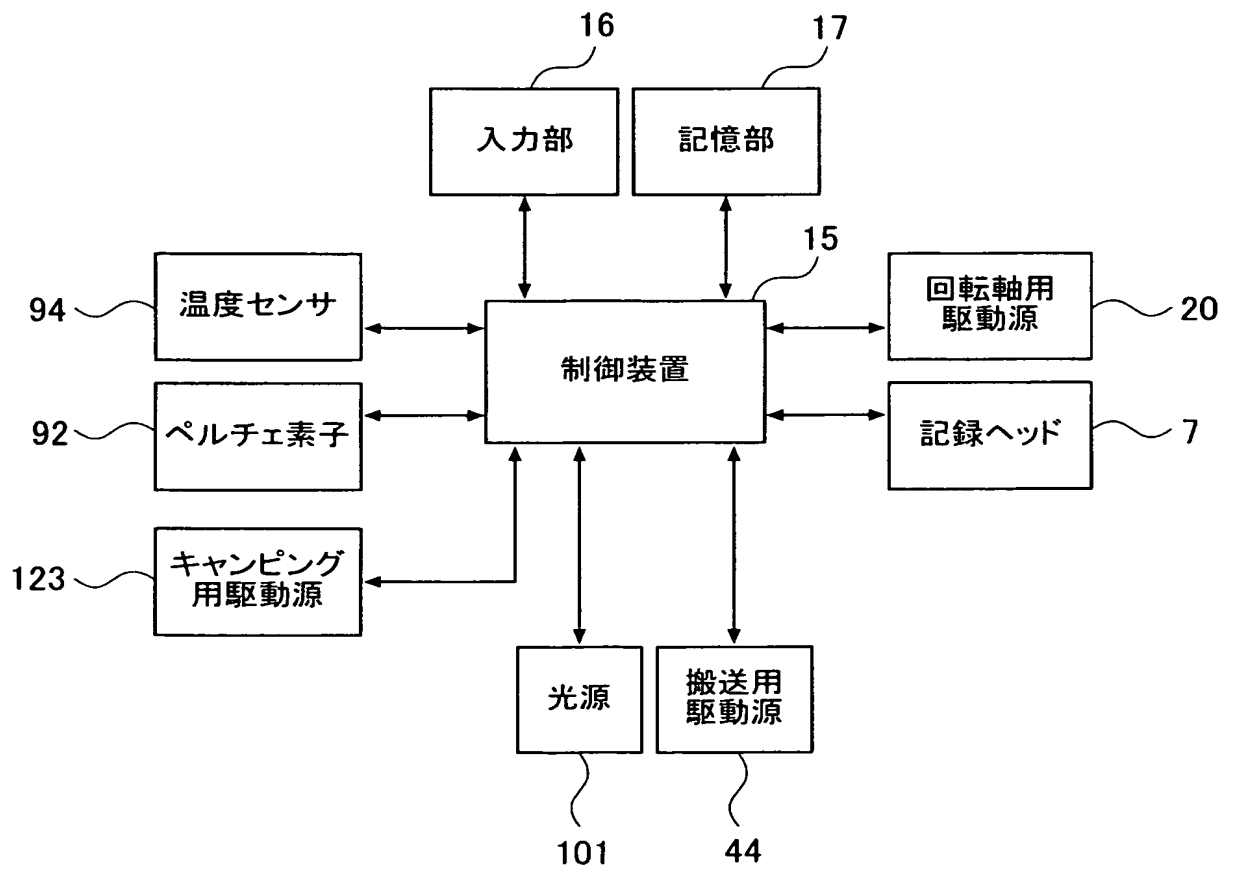 16
17
入力部
記憶部
15
温度センサ
94
回転軸用
駆動源
20
制御装置
ペルチェ素子
92
記録ヘッド
7
キャンピング
用駆動源
123
光源
搬送用
駆動源
101
44